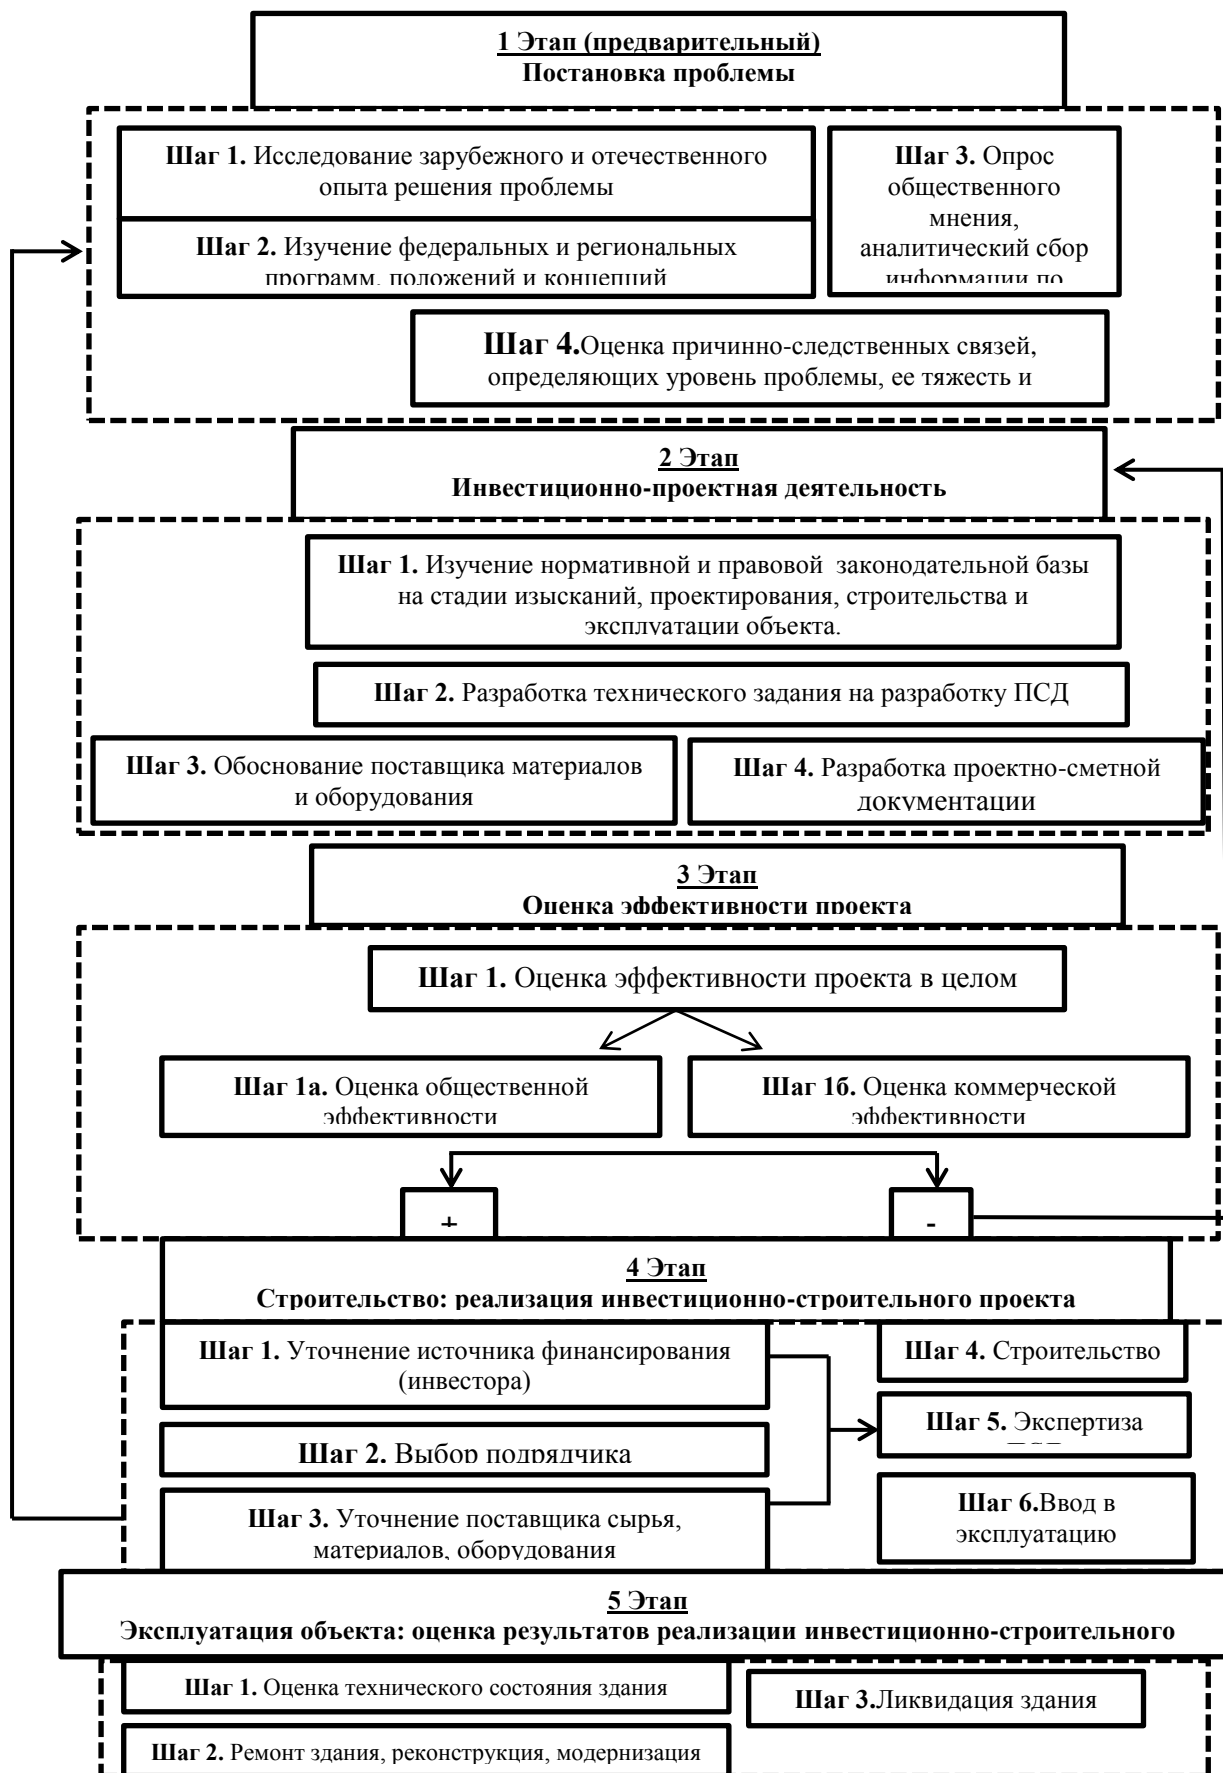 1 Этап (предварительный)
Постановка проблемы
Шаг 1. Исследование зарубежного и отечественного
опыта решения проблемы
Шаг 2. Изучение федеральных и региональных
программ, положений и концепций
Шаг 3. Опрос
общественного
мнения,
аналитический сбор
информации по
Шаг 4.Оценка причинно-следственных связей,
определяющих уровень проблемы, ее тяжесть и
2 Этап
Инвестиционно-проектная деятельность
Шаг 1. Изучение нормативной и правовой законодательной базы
на стадии изысканий, проектирования, строительства и
эксплуатации объекта.
Шаг 2. Разработка технического задания на разработку ПСД
Шаг 3. Обоснование поставщика материалов
и оборудования
Шаг 4. Разработка проектно-сметной
документации
3 Этап
Оценка эффективности проекта
Шаг 1. Оценка эффективности проекта в целом
Шаг 1а. Оценка общественной
эффективности
Шаг 1б. Оценка коммерческой
эффективности
+
-
4 Этап
Строительство: реализация инвестиционно-строительного проекта
Шаг 1. Уточнение источника финансирования
(инвестора)
Шаг 2. Выбор подрядчика
Шаг 3. Уточнение поставщика сырья,
материалов, оборудования
Шаг 4. Строительство
Шаг 5. Экспертиза
Шаг 6.Ввод в
эксплуатацию
5 Этап
Эксплуатация объекта: оценка результатов реализации инвестиционно-строительного
Шаг 1. Оценка технического состояния здания
Шаг 2. Ремонт здания, реконструкция, модернизация
Шаг 3.Ликвидация здания